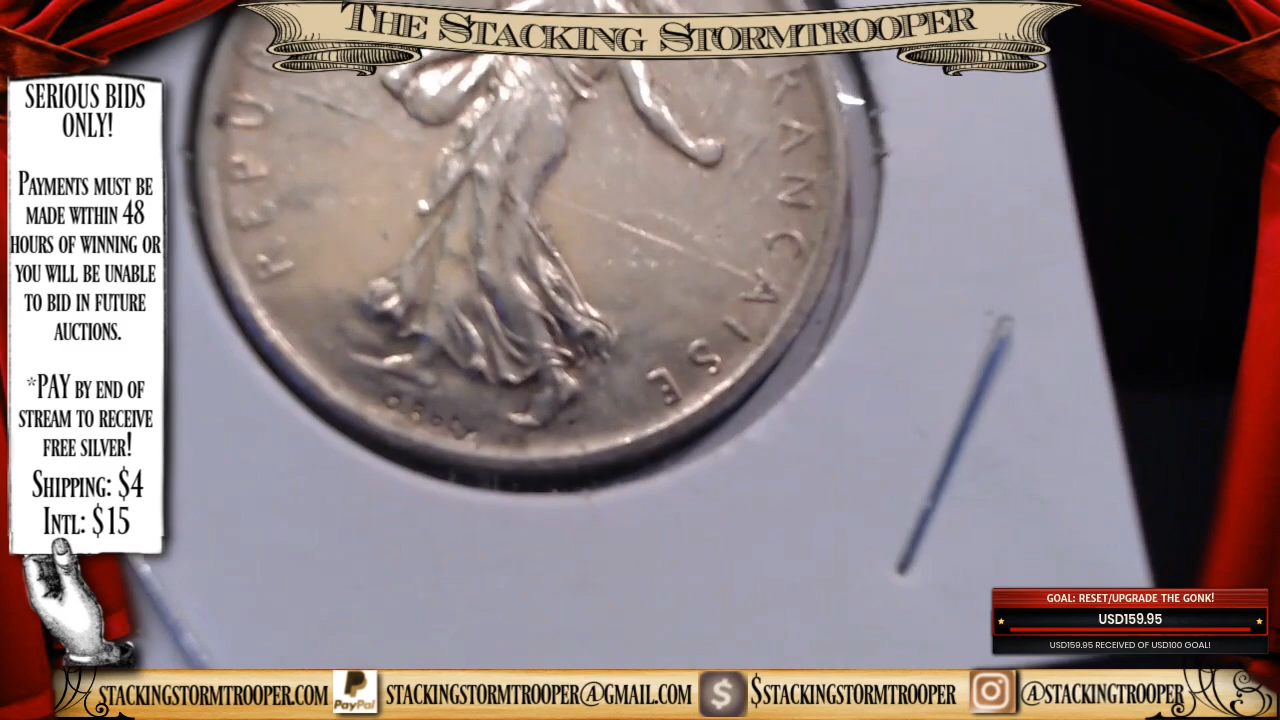 The Stacking Stormtrooper
SERIOUS BIDS
ONLY!
PAYMENTS MUST BE
MADE WITHIN 48
HOURS OF WINNING OR
YOU WILL BE UNABLE
TO BID IN FUTURE
AUCTIONS.
*PAY BY END OF
STREAM TO RECEIVE
FREE SILVER!
SHIPPING: $4
INTL: $15
REPU
FRANCAISE
GOAL: RESET/UPGRADE THE GONK!
USD159.95
USD159.95 RECEIVED OF USD100 GOAL!
STACKINGSTORMTROOPER.COM
PayPal
STACKINGSTORMTROOPER@GMAIL.COM
$
$STACKINGSTORMTROOPER
@STACKINGTROOPER